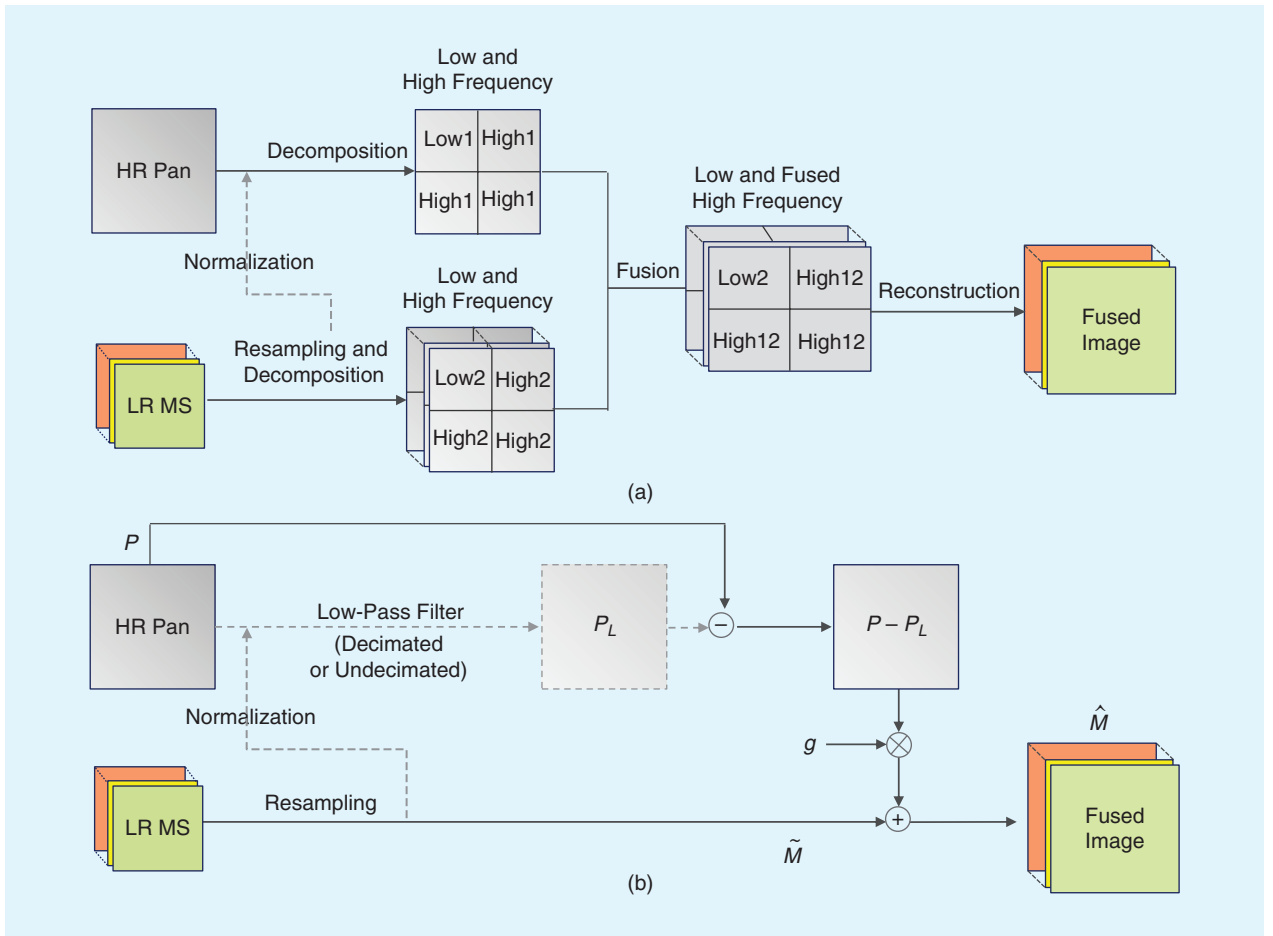 Low and
High Frequency
HR Pan
Decomposition
Low1 High1
High1 High1
Normalization
Low and
High Frequency
LR MS
Resampling and
Decomposition
Low2 High2
High2 High2
Fusion
Low and Fused
High Frequency
Low2 High12
High12 High12
Reconstruction
Fused
Image
(a)
P
HR Pan
Low-Pass Filter
(Decimated
or Undecimated)
P_L
−
P – P_L
Normalization
g
×
LR MS
Resampling
M̃
+
M̂
Fused
Image
(b)